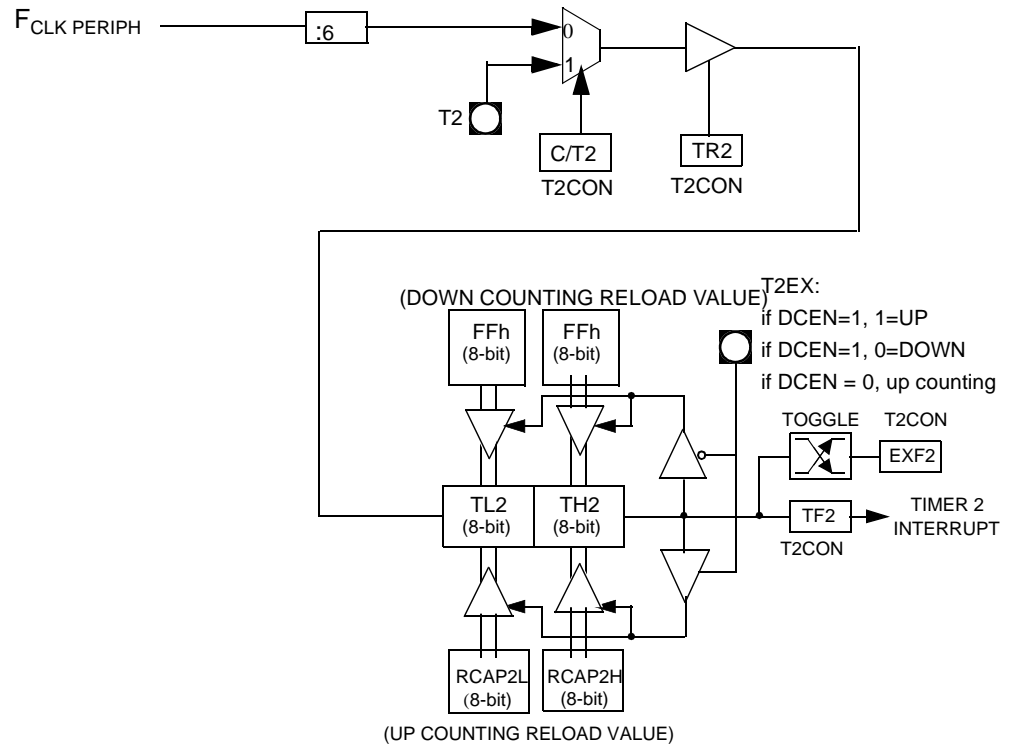 FCLK PERIPH
:6
0
1
T2
C/T2
TR2
T2CON
T2CON
T2EX:
(DOWN COUNTING RELOAD VALUE)
if DCEN=1, 1=UP
FFh
(8-bit)
FFh
(8-bit)
if DCEN=1, 0=DOWN
if DCEN = 0, up counting
TOGGLE
T2CON
EXF2
TL2
(8-bit)
TH2
(8-bit)
TF2
TIMER 2
INTERRUPT
T2CON
RCAP2L
(8-bit)
RCAP2H
(8-bit)
(UP COUNTING RELOAD VALUE)